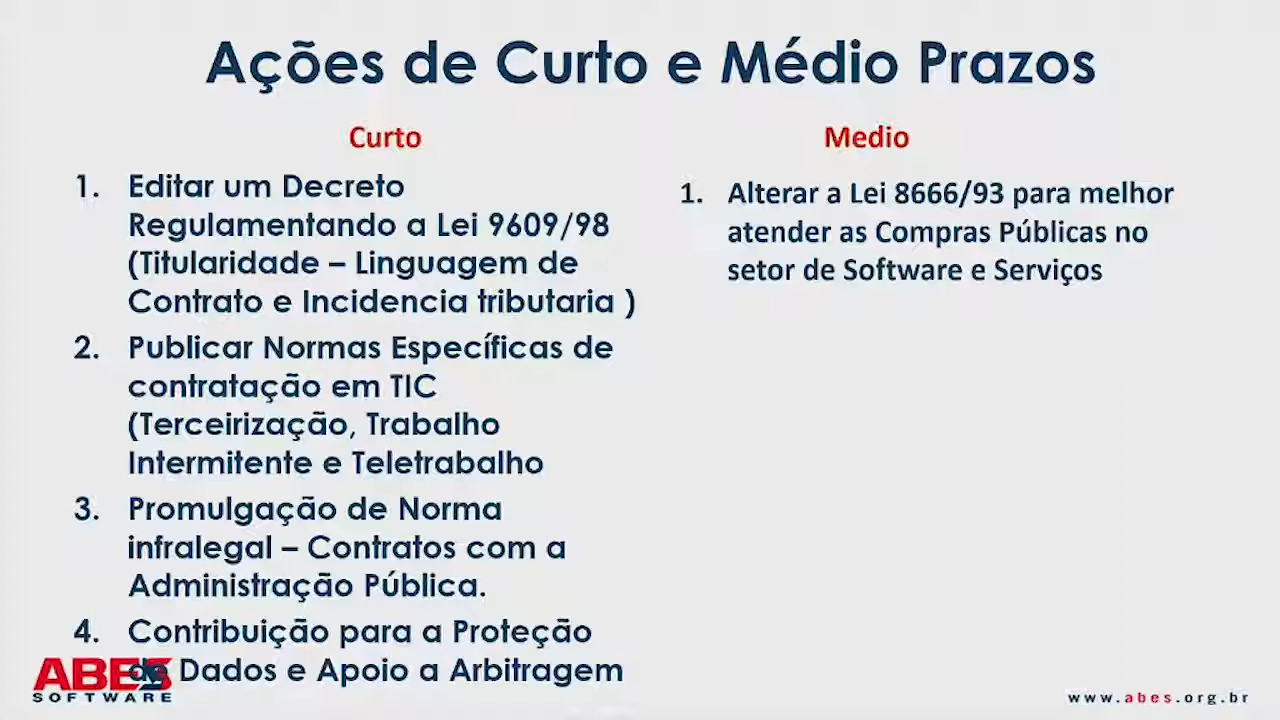 Ações de Curto e Médio Prazos
Curto
1. Editar um Decreto
Regulamentando a Lei 9609/98
(Titularidade – Linguagem de
Contrato e Incidencia tributaria )
2. Publicar Normas Específicas de
contratação em TIC
(Terceirização, Trabalho
Intermitente e Teletrabalho
3. Promulgação de Norma
infralegal – Contratos com a
Administração Pública.
4. Contribuição para a Proteção
de Dados e Apoio a Arbitragem
Medio
1. Alterar a Lei 8666/93 para melhor
atender as Compras Públicas no
setor de Software e Serviços
ABES
SOFTWARE
www.abes.org.br